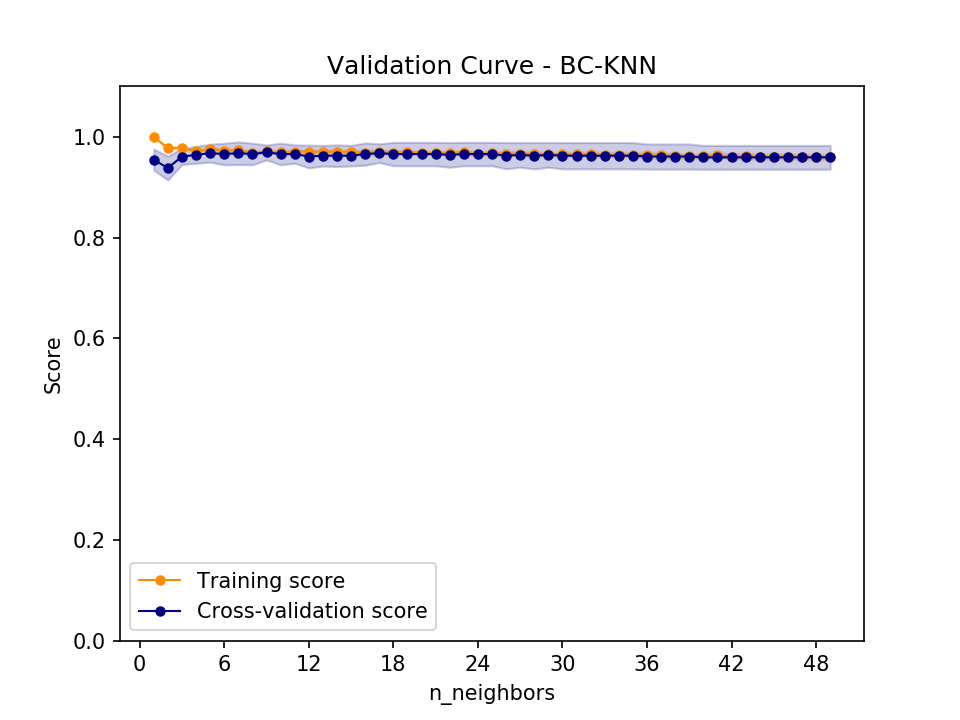 Validation Curve - BC-KNN
1.0
0.8
0.6
0.4
0.2
0.0
Score
Training score
Cross-validation score
0 6 12 18 24 30 36 42 48
n_neighbors